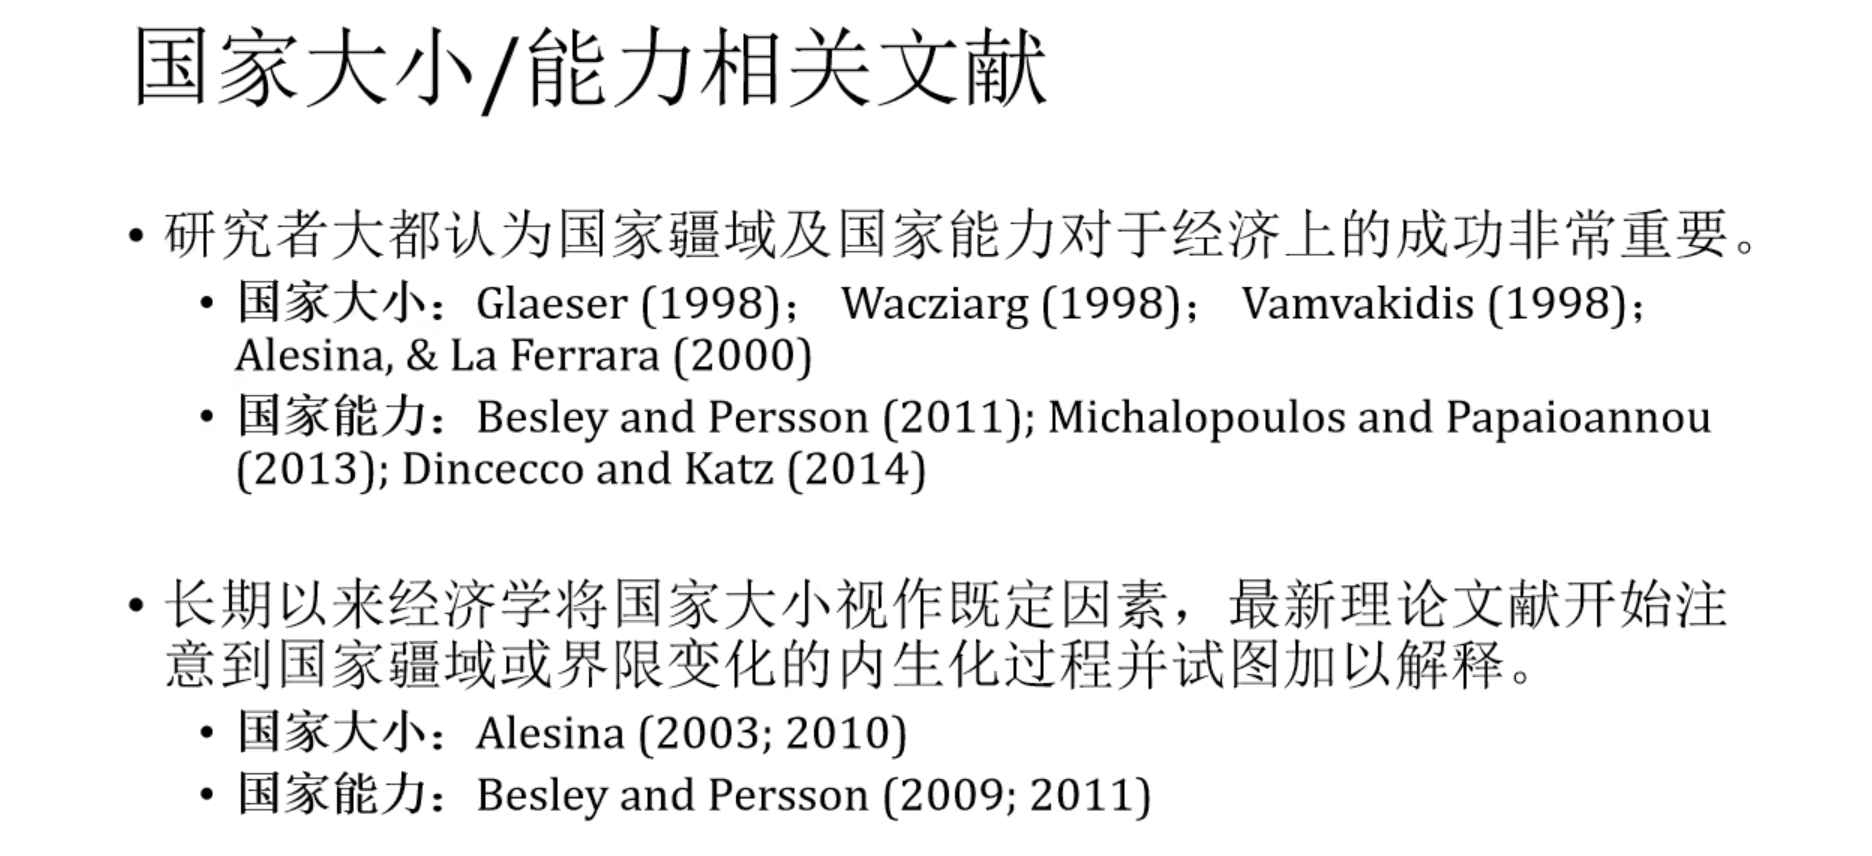 国家大小/能力相关文献
• 研究者大都认为国家疆域及国家能力对于经济上的成功非常重要。
• 国家大小：Glaeser (1998)； Wacziarg (1998)； Vamvakidis (1998)；
Alesina, & La Ferrara (2000)
• 国家能力：Besley and Persson (2011); Michalopoulos and Papaioannou
(2013); Dincecco and Katz (2014)
• 长期以来经济学将国家大小视作既定因素，最新理论文献开始注
意到国家疆域或界限变化的内生化过程并试图加以解释。
• 国家大小：Alesina (2003; 2010)
• 国家能力：Besley and Persson (2009; 2011)